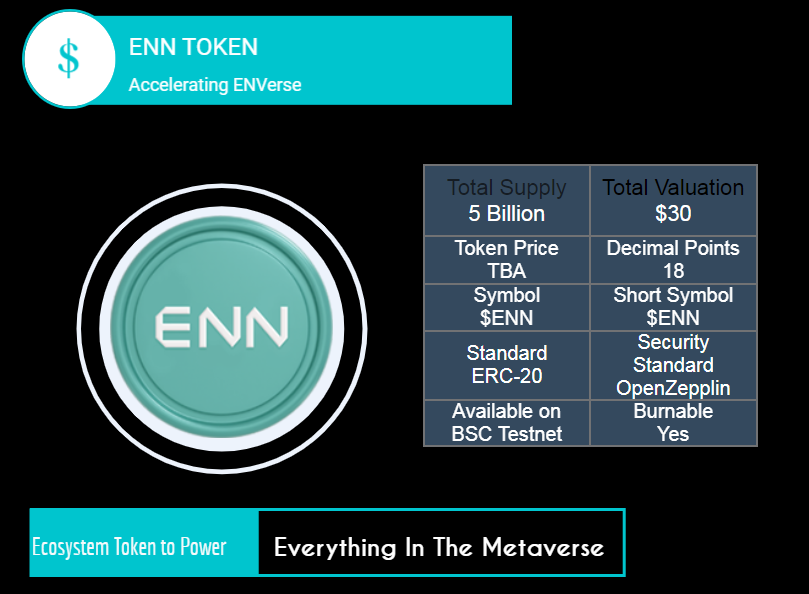 $
ENN TOKEN
Accelerating ENVerse
ENN
Total Supply
5 Billion
Total Valuation
$30
Token Price
TBA
Decimal Points
18
Symbol
$ENN
Short Symbol
$ENN
Standard
ERC-20
Security
Standard
OpenZepplin
Available on
BSC Testnet
Burnable
Yes
Ecosystem Token to Power
Everything In The Metaverse